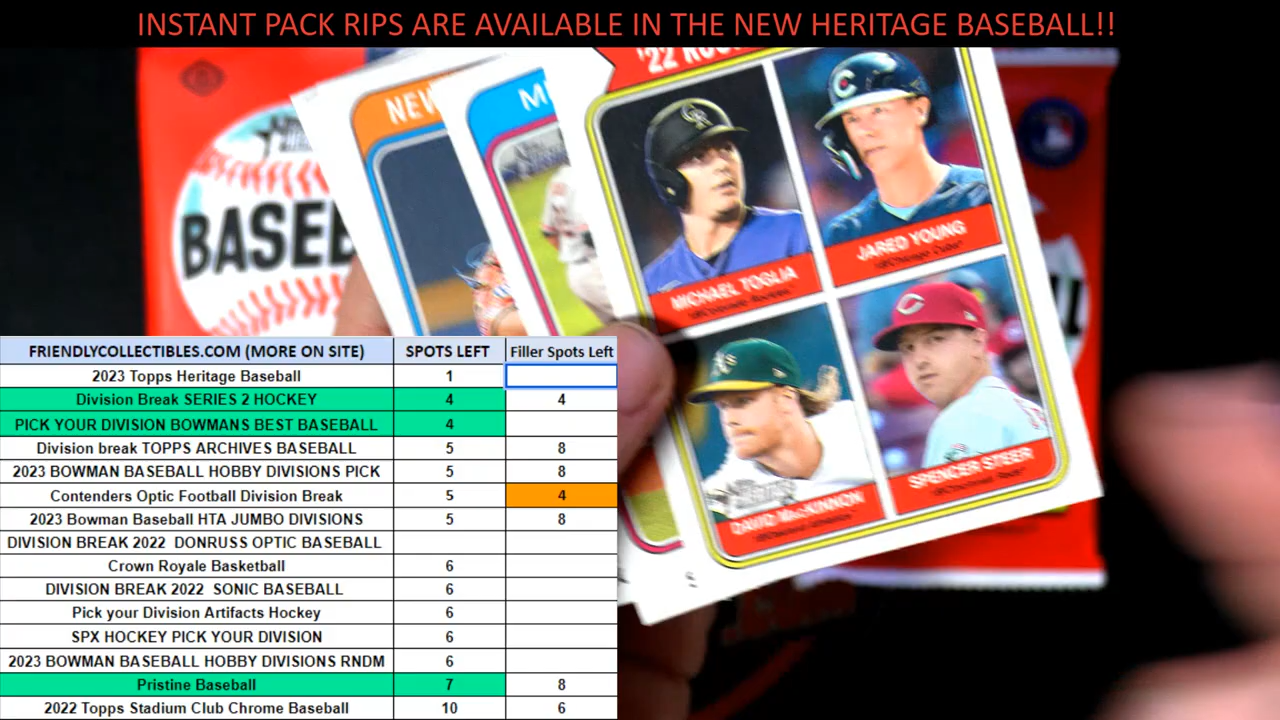 INSTANT PACK RIPS ARE AVAILABLE IN THE NEW HERITAGE BASEBALL!!
'22 ROO
NEW
M
BASEB
MICHAEL TOGLIA
JARED YOUNG
DAVID MacKINNON
SPENCER STEER
FRIENDLYCOLLECTIBLES.COM (MORE ON SITE) SPOTS LEFT Filler Spots Left
2023 Topps Heritage Baseball 1
Division Break SERIES 2 HOCKEY 4 4
PICK YOUR DIVISION BOWMANS BEST BASEBALL 4
Division break TOPPS ARCHIVES BASEBALL 5 8
2023 BOWMAN BASEBALL HOBBY DIVISIONS PICK 5 8
Contenders Optic Football Division Break 5 4
2023 Bowman Baseball HTA JUMBO DIVISIONS 5 8
DIVISION BREAK 2022 DONRUSS OPTIC BASEBALL
Crown Royale Basketball 6
DIVISION BREAK 2022 SONIC BASEBALL 6
Pick your Division Artifacts Hockey 6
SPX HOCKEY PICK YOUR DIVISION 6
2023 BOWMAN BASEBALL HOBBY DIVISIONS RNDM 6
Pristine Baseball 7 8
2022 Topps Stadium Club Chrome Baseball 10 6